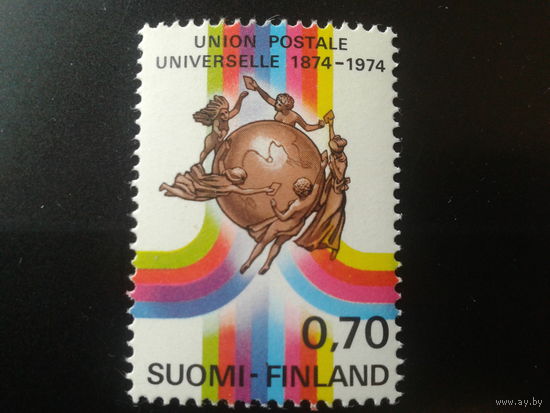 UNION POSTALE
UNIVERSELLE 1874-1974
0,70
SUOMI-FINLAND
www.ay.by